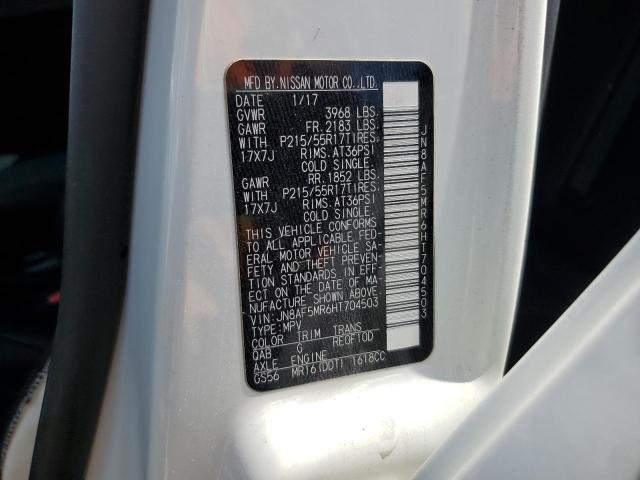 MFD BY.NISSAN MOTOR CO.,LTD.
DATE 1/17
GVWR 3968 LBS.
GAWR FR.2183 LBS.
WITH P215/55R17TIRES.
17X7J RIMS.AT36PSI
COLD SINGLE.
GAWR RR.1852 LBS.
WITH P215/55R17TIRES.
17X7J RIMS.AT36PSI
COLD SINGLE.
THIS VEHICLE CONFORMS
TO ALL APPLICABLE FED-
ERAL MOTOR VEHICLE SA-
FETY AND THEFT PREVEN-
TION STANDARDS IN EFF-
ECT ON THE DATE OF MA-
NUFACTURE SHOWN ABOVE.
VIN:JN8AF5MR6HT704503
TYPE:MPV
COLOR TRIM TRANS
QAB G RE0F10D
AXLE ENGINE
GS56 MR16(DDT) 1618CC
JN8AF5MR6HT704503